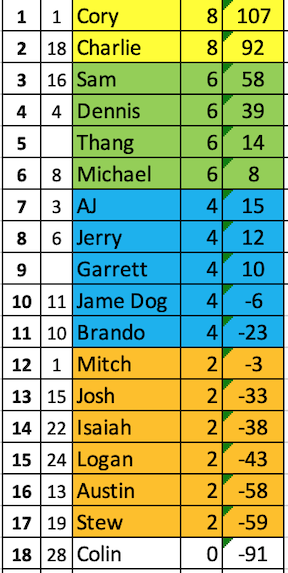 1 1 Cory 8 107
2 18 Charlie 8 92
3 16 Sam 6 58
4 4 Dennis 6 39
5 Thang 6 14
6 8 Michael 6 8
7 3 AJ 4 15
8 6 Jerry 4 12
9 Garrett 4 10
10 11 Jame Dog 4 -6
11 10 Brando 4 -23
12 1 Mitch 2 -3
13 15 Josh 2 -33
14 22 Isaiah 2 -38
15 24 Logan 2 -43
16 13 Austin 2 -58
17 19 Stew 2 -59
18 28 Colin 0 -91